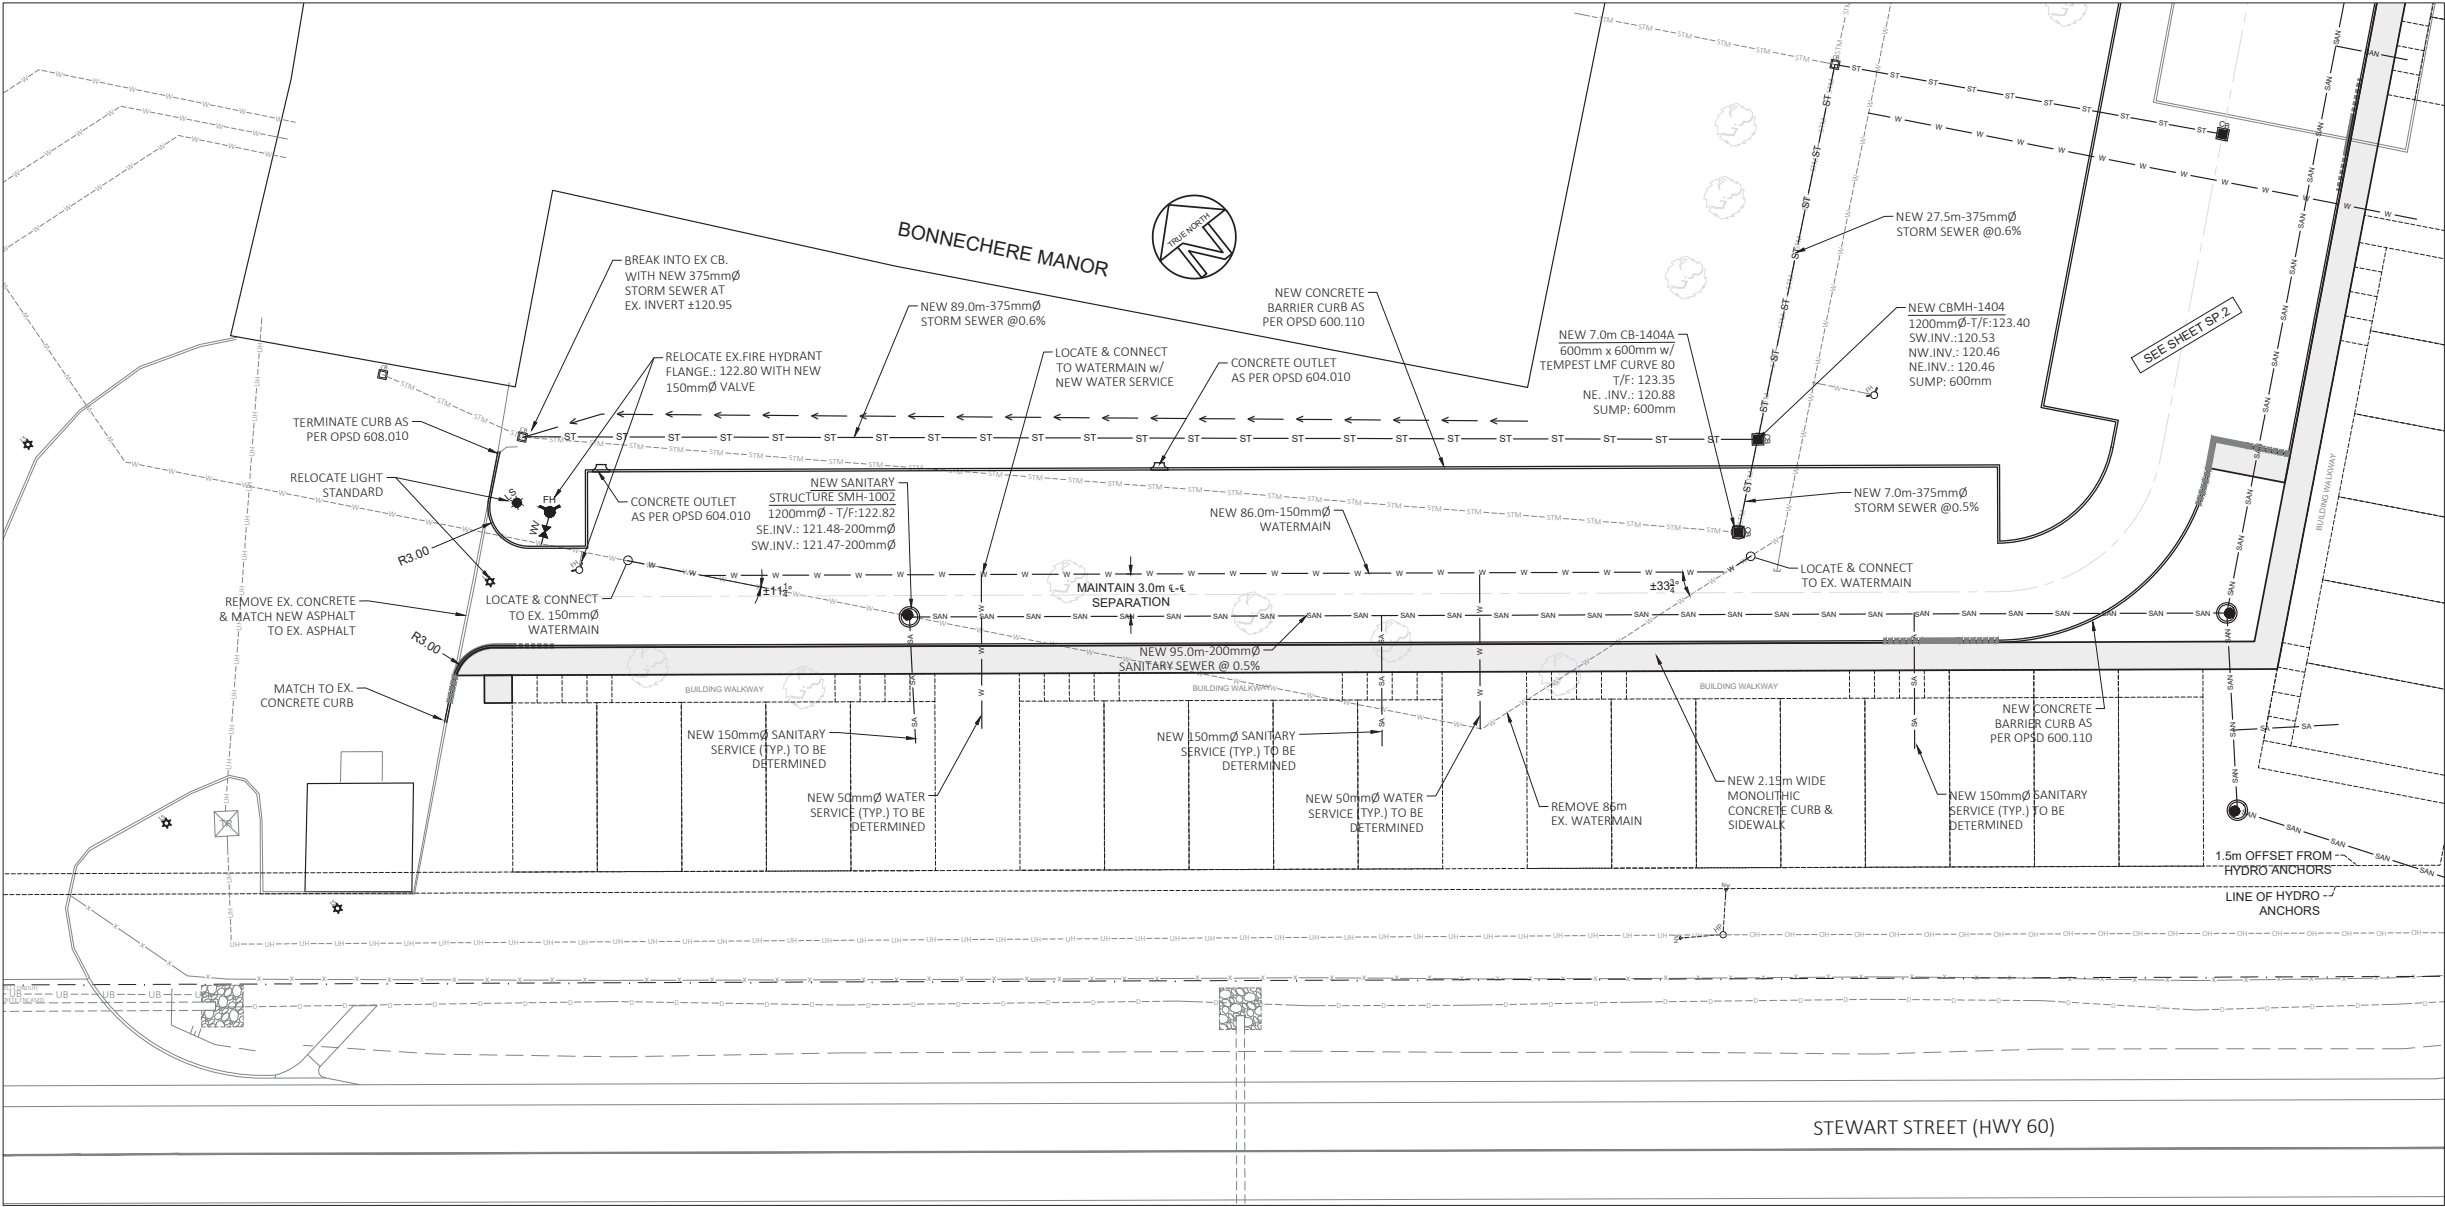 BONNECHERE MANOR
TRUE NORTH
N
BREAK INTO EX CB.
WITH NEW 375mmØ
STORM SEWER AT
EX. INVERT ±120.95
NEW 89.0m-375mmØ
STORM SEWER @0.6%
NEW CONCRETE
BARRIER CURB AS
PER OPSD 600.110
NEW 27.5m-375mmØ
STORM SEWER @0.6%
RELOCATE EX.FIRE HYDRANT
FLANGE.: 122.80 WITH NEW
150mmØ VALVE
LOCATE & CONNECT
TO WATERMAIN w/
NEW WATER SERVICE
CONCRETE OUTLET
AS PER OPSD 604.010
NEW 7.0m CB-1404A
600mm x 600mm w/
TEMPEST LMF CURVE 80
T/F: 123.35
NE. .INV.: 120.88
SUMP: 600mm
NEW CBMH-1404
1200mmØ-T/F:123.40
SW.INV.: 120.53
NW.INV.: 120.46
NE.INV.: 120.46
SUMP: 600mm
SEE SHEET SP.2
TERMINATE CURB AS
PER OPSD 608.010
RELOCATE LIGHT
STANDARD
LS
FH
WV
R3.00
CONCRETE OUTLET
AS PER OPSD 604.010
NEW SANITARY
STRUCTURE SMH-1002
1200mmØ - T/F:122.82
SE.INV.: 121.48-200mmØ
SW.INV.: 121.47-200mmØ
NEW 86.0m-150mmØ
WATERMAIN
NEW 7.0m-375mmØ
STORM SEWER @0.5%
BUILDING WALKWAY
LOCATE & CONNECT
TO EX. WATERMAIN
REMOVE EX. CONCRETE
& MATCH NEW ASPHALT
TO EX. ASPHALT
LOCATE & CONNECT
TO EX. 150mmØ
WATERMAIN
±11¼°
MAINTAIN 3.0m ℄-℄
SEPARATION
±33¾°
R3.00
NEW 95.0m-200mmØ
SANITARY SEWER @ 0.5%
MATCH TO EX.
CONCRETE CURB
BUILDING WALKWAY
BUILDING WALKWAY
BUILDING WALKWAY
NEW 150mmØ SANITARY
SERVICE (TYP.) TO BE
DETERMINED
NEW 150mmØ SANITARY
SERVICE (TYP.) TO BE
DETERMINED
NEW CONCRETE
BARRIER CURB AS
PER OPSD 600.110
NEW 50mmØ WATER
SERVICE (TYP.) TO BE
DETERMINED
NEW 50mmØ WATER
SERVICE (TYP.) TO BE
DETERMINED
REMOVE 86m
EX. WATERMAIN
NEW 2.15m WIDE
MONOLITHIC
CONCRETE CURB &
SIDEWALK
NEW 150mmØ SANITARY
SERVICE (TYP.) TO BE
DETERMINED
TR
1.5m OFFSET FROM
HYDRO ANCHORS
LINE OF HYDRO
ANCHORS
HP
UB UB UB UB UB
STEWART STREET (HWY 60)